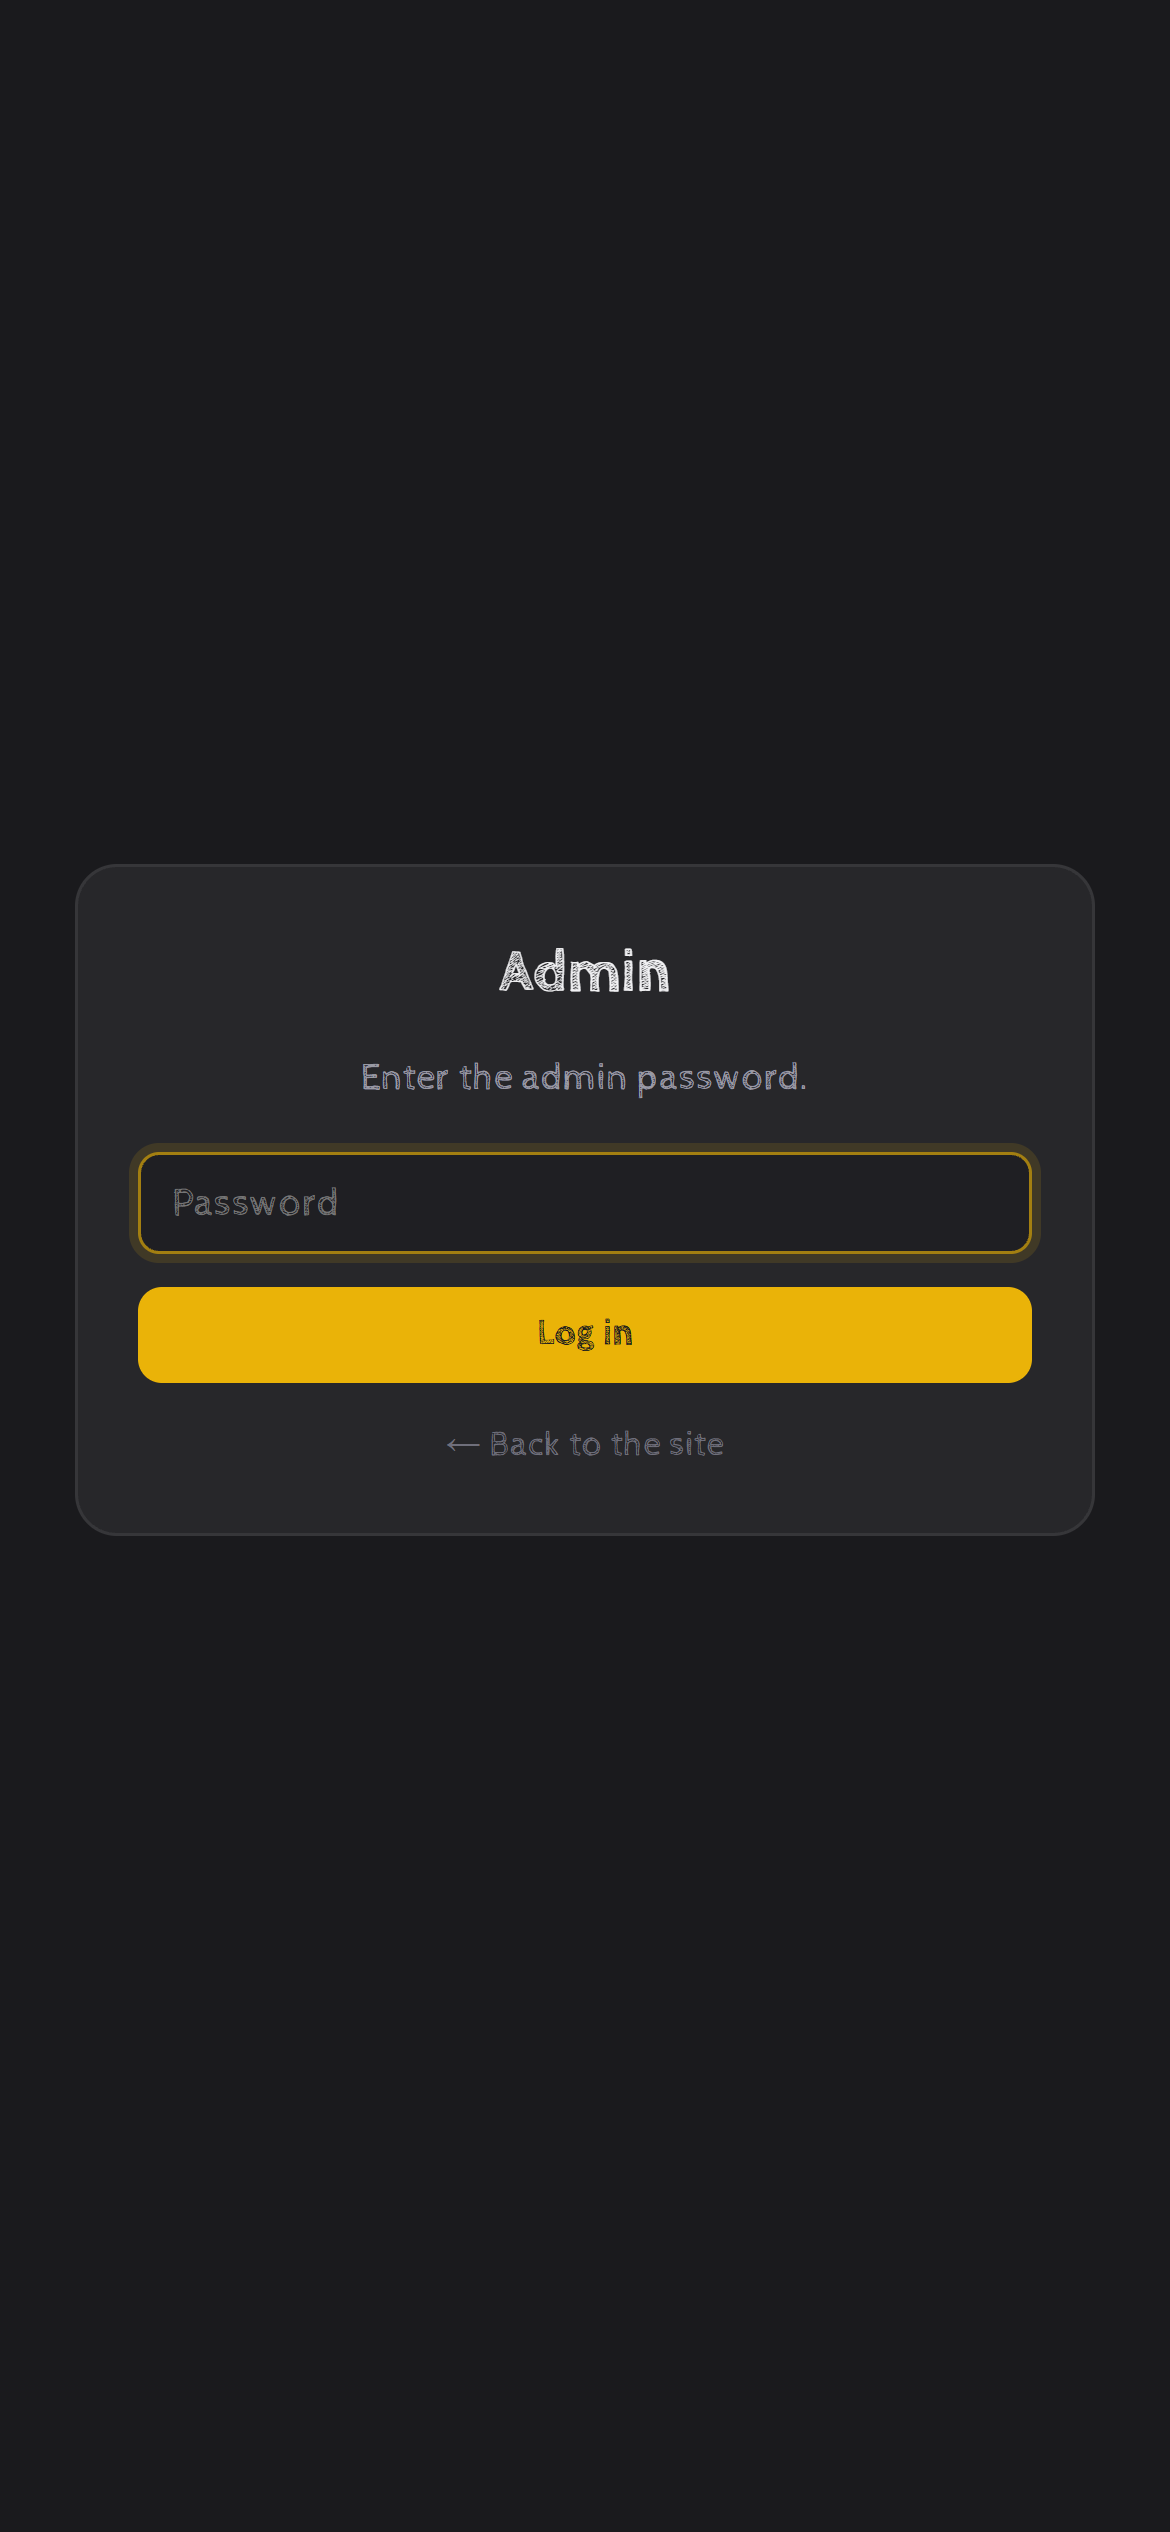 Admin
Enter the admin password.
Password
Log in
← Back to the site